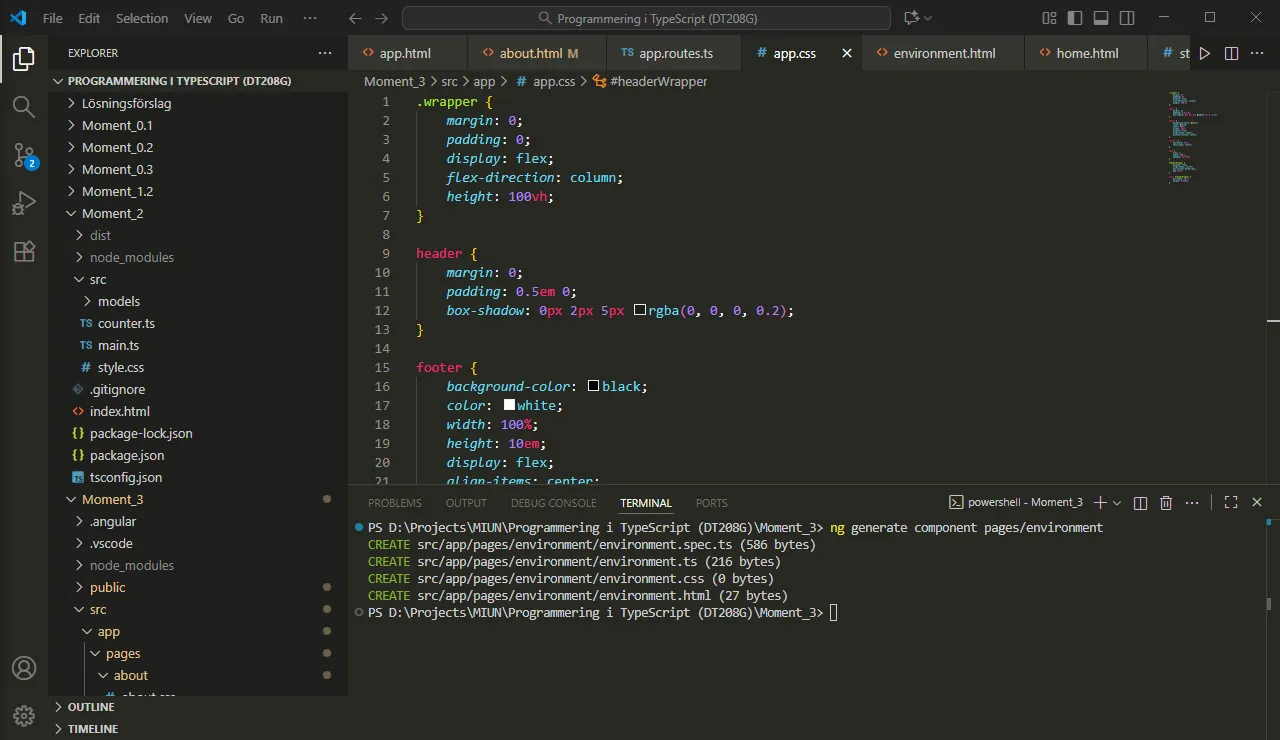 File Edit Selection View Go Run ··· Programmering i TypeScript (DT208G)
EXPLORER ···
PROGRAMMERING I TYPESCRIPT (DT208G)
Lösningsförslag
Moment_0.1
Moment_0.2
Moment_0.3
Moment_1.2
Moment_2
dist
node_modules
src
models
TS counter.ts
TS main.ts
# style.css
.gitignore
<> index.html
{} package-lock.json
{} package.json
TS tsconfig.json
Moment_3
.angular
.vscode
node_modules
public
src
app
pages
about
OUTLINE
TIMELINE
2
<> app.html <> about.html M TS app.routes.ts # app.css <> environment.html <> home.html # st ···
Moment_3 > src > app > # app.css > #headerWrapper
1 .wrapper {
2 margin: 0;
3 padding: 0;
4 display: flex;
5 flex-direction: column;
6 height: 100vh;
7 }
8
9 header {
10 margin: 0;
11 padding: 0.5em 0;
12 box-shadow: 0px 2px 5px rgba(0, 0, 0, 0.2);
13 }
14
15 footer {
16 background-color: black;
17 color: white;
18 width: 100%;
19 height: 10em;
20 display: flex;
21 align-items: center;
PROBLEMS OUTPUT DEBUG CONSOLE TERMINAL PORTS powershell - Moment_3 ···
PS D:\Projects\MIUN\Programmering i TypeScript (DT208G)\Moment_3> ng generate component pages/environment
CREATE src/app/pages/environment/environment.spec.ts (586 bytes)
CREATE src/app/pages/environment/environment.ts (216 bytes)
CREATE src/app/pages/environment/environment.css (0 bytes)
CREATE src/app/pages/environment/environment.html (27 bytes)
PS D:\Projects\MIUN\Programmering i TypeScript (DT208G)\Moment_3>